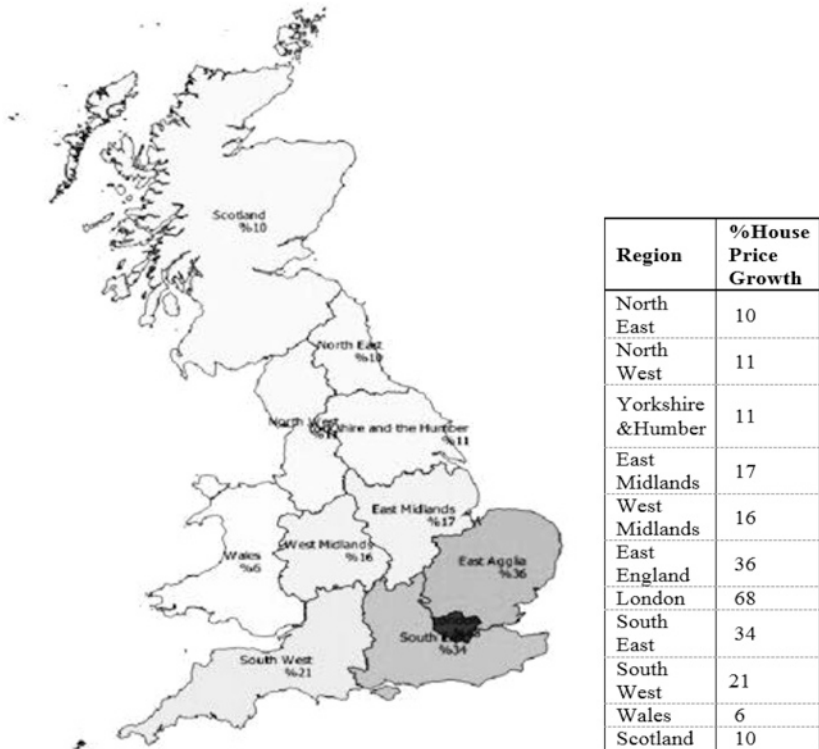 Scotland
%10
North East
%10
North West
Yorkshire and the Humber
%11
East Midlands
%17
West Midlands
%16
Wales
%6
East Agglia
%36
South East
%34
South West
%21
Region
%House
Price
Growth
North
East
10
North
West
11
Yorkshire
&Humber
11
East
Midlands
17
West
Midlands
16
East
England
36
London
68
South
East
34
South
West
21
Wales
6
Scotland
10